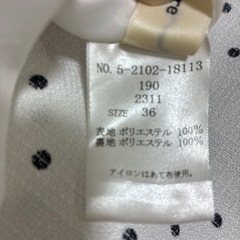 NO. 5-2102-18113
190
2311
SIZE 36
表地 ポリエステル 100%
裏地 ポリエステル 100%
アイロンはあて布使用。